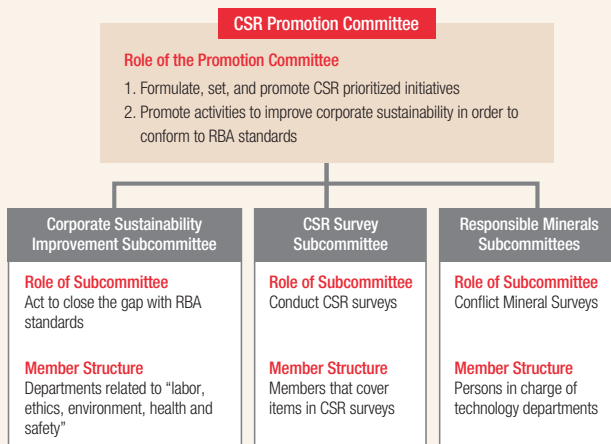 CSR Promotion Committee
Role of the Promotion Committee
1. Formulate, set, and promote CSR prioritized initiatives
2. Promote activities to improve corporate sustainability in order to
conform to RBA standards
Corporate Sustainability
Improvement Subcommittee
Role of Subcommittee
Act to close the gap with RBA
standards
Member Structure
Departments related to “labor,
ethics, environment, health and
safety”
CSR Survey
Subcommittee
Role of Subcommittee
Conduct CSR surveys
Member Structure
Members that cover
items in CSR surveys
Responsible Minerals
Subcommittees
Role of Subcommittee
Conflict Mineral Surveys
Member Structure
Persons in charge of
technology departments